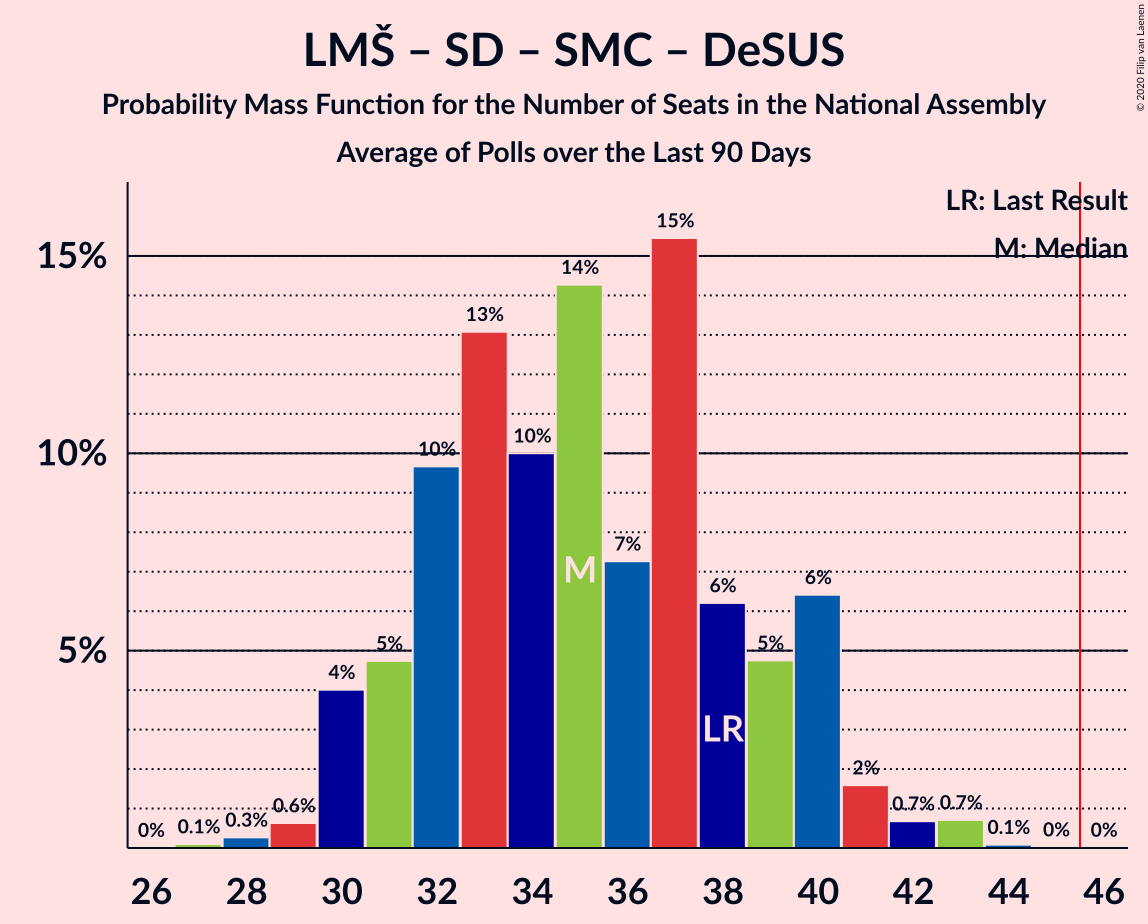 LMŠ – SD – SMC – DeSUS
Probability Mass Function for the Number of Seats in the National Assembly
Average of Polls over the Last 90 Days
© 2020 Filip van Laenen
LR: Last Result
M: Median
15%
10%
5%
0%
0.1%
0.3%
0.6%
4%
5%
10%
13%
10%
14%
7%
15%
6%
5%
6%
2%
0.7%
0.7%
0.1%
0%
0%
M
LR
26 28 30 32 34 36 38 40 42 44 46